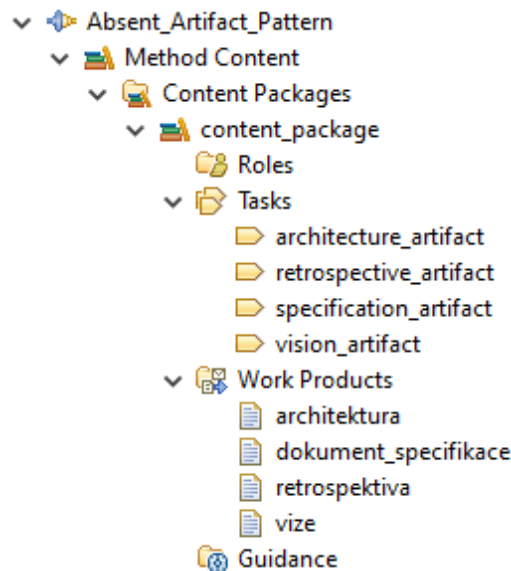 Absent_Artifact_Pattern
Method Content
Content Packages
content_package
Roles
Tasks
architecture_artifact
retrospective_artifact
specification_artifact
vision_artifact
Work Products
architektura
dokument_specifikace
retrospektiva
vize
Guidance